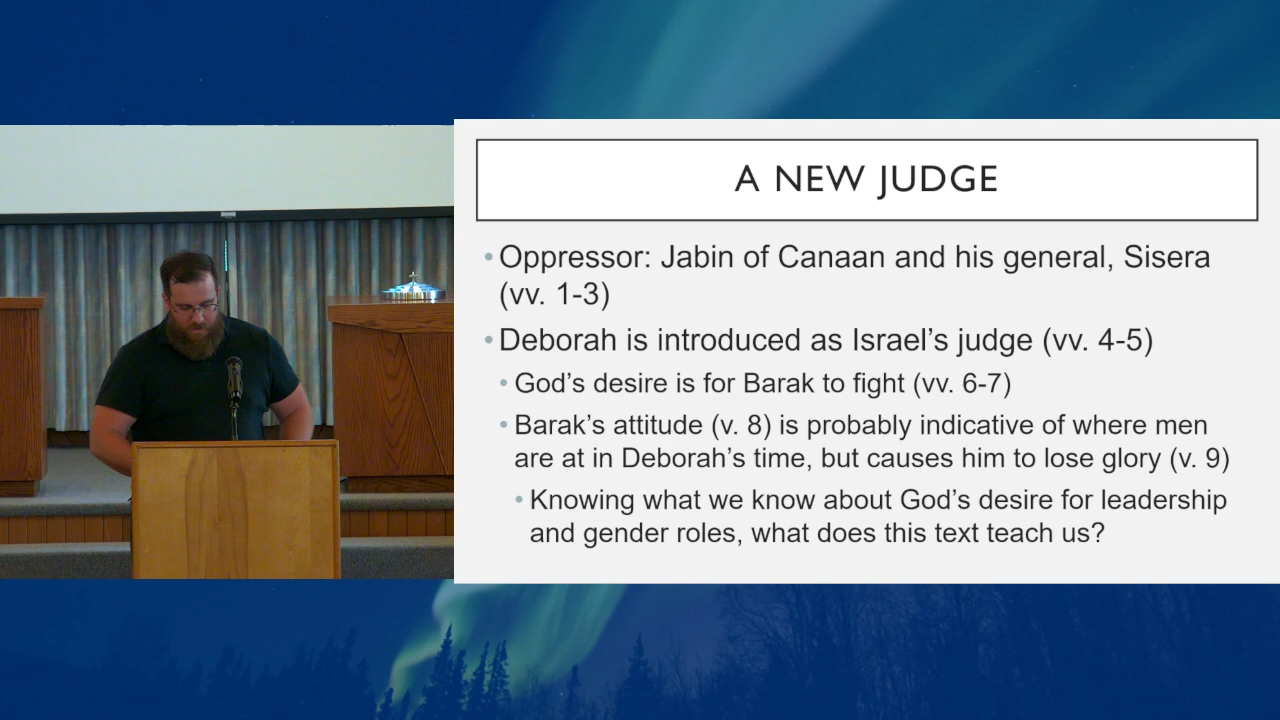 A NEW JUDGE
• Oppressor: Jabin of Canaan and his general, Sisera
(vv. 1-3)
• Deborah is introduced as Israel’s judge (vv. 4-5)
• God’s desire is for Barak to fight (vv. 6-7)
• Barak’s attitude (v. 8) is probably indicative of where men
are at in Deborah’s time, but causes him to lose glory (v. 9)
• Knowing what we know about God’s desire for leadership
and gender roles, what does this text teach us?